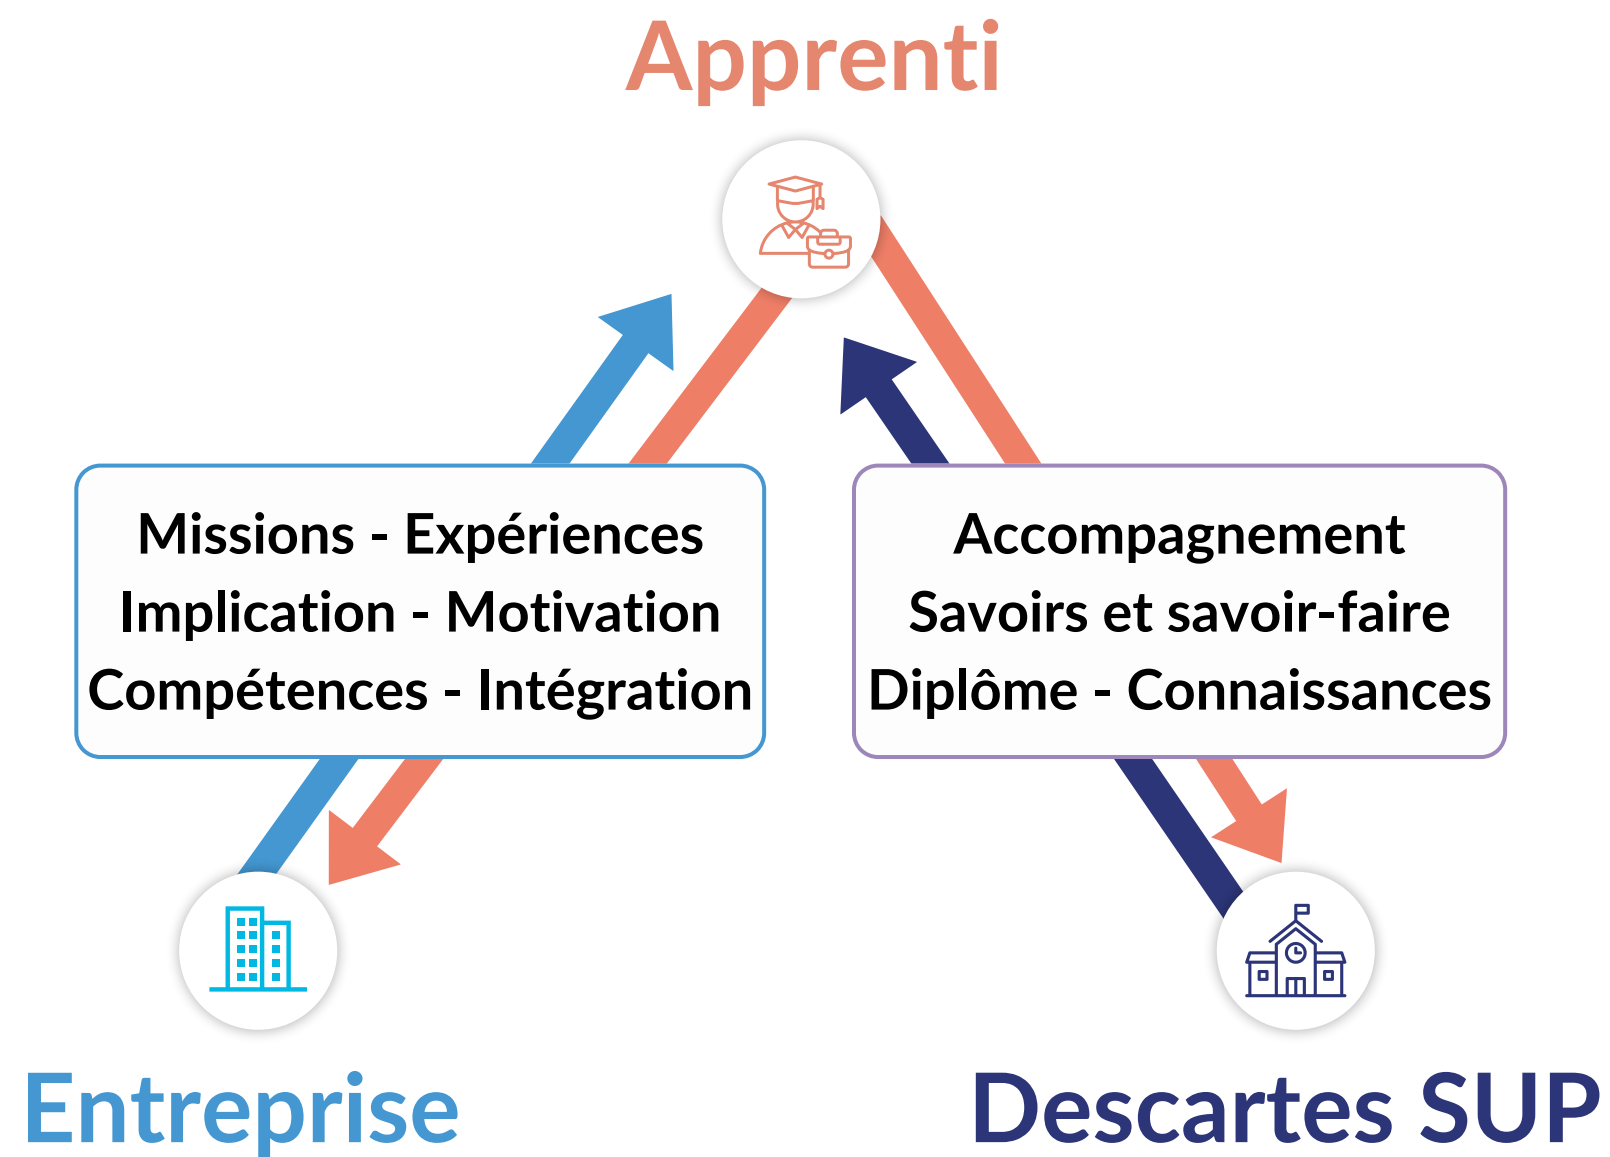 Apprenti
Missions - Expériences
Implication - Motivation
Compétences - Intégration
Accompagnement
Savoirs et savoir-faire
Diplôme - Connaissances
Entreprise
Descartes SUP